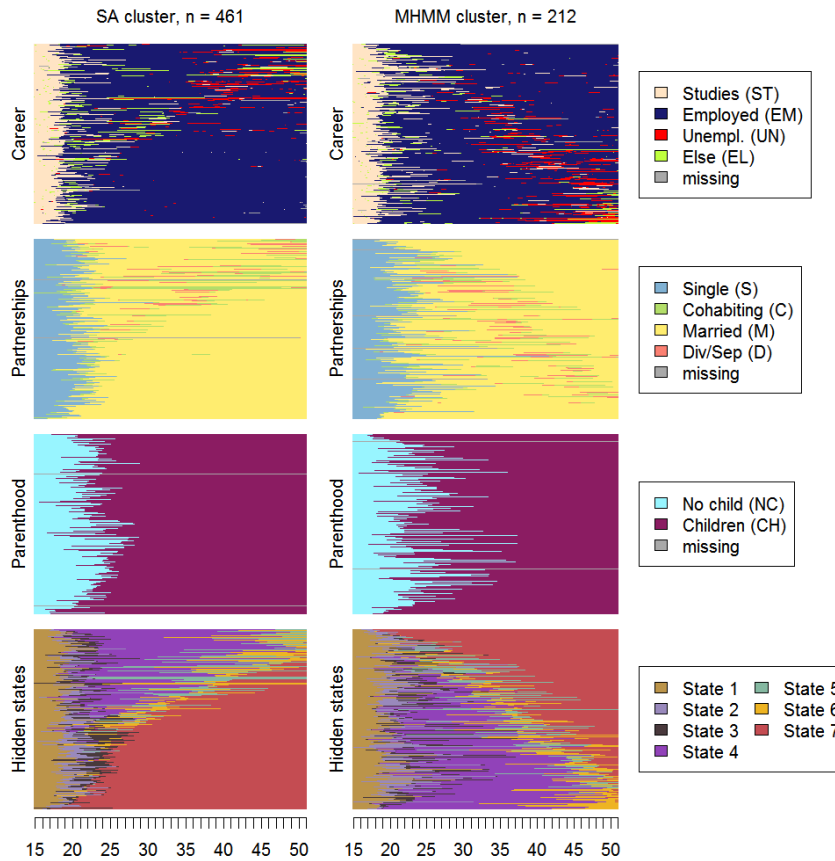 SA cluster, n = 461
MHMM cluster, n = 212
Career
Studies (ST)
Employed (EM)
Unempl. (UN)
Else (EL)
missing
Partnerships
Single (S)
Cohabiting (C)
Married (M)
Div/Sep (D)
missing
Parenthood
No child (NC)
Children (CH)
missing
Hidden states
State 1
State 2
State 3
State 4
State 5
State 6
State 7
15 20 25 30 35 40 45 50
15 20 25 30 35 40 45 50